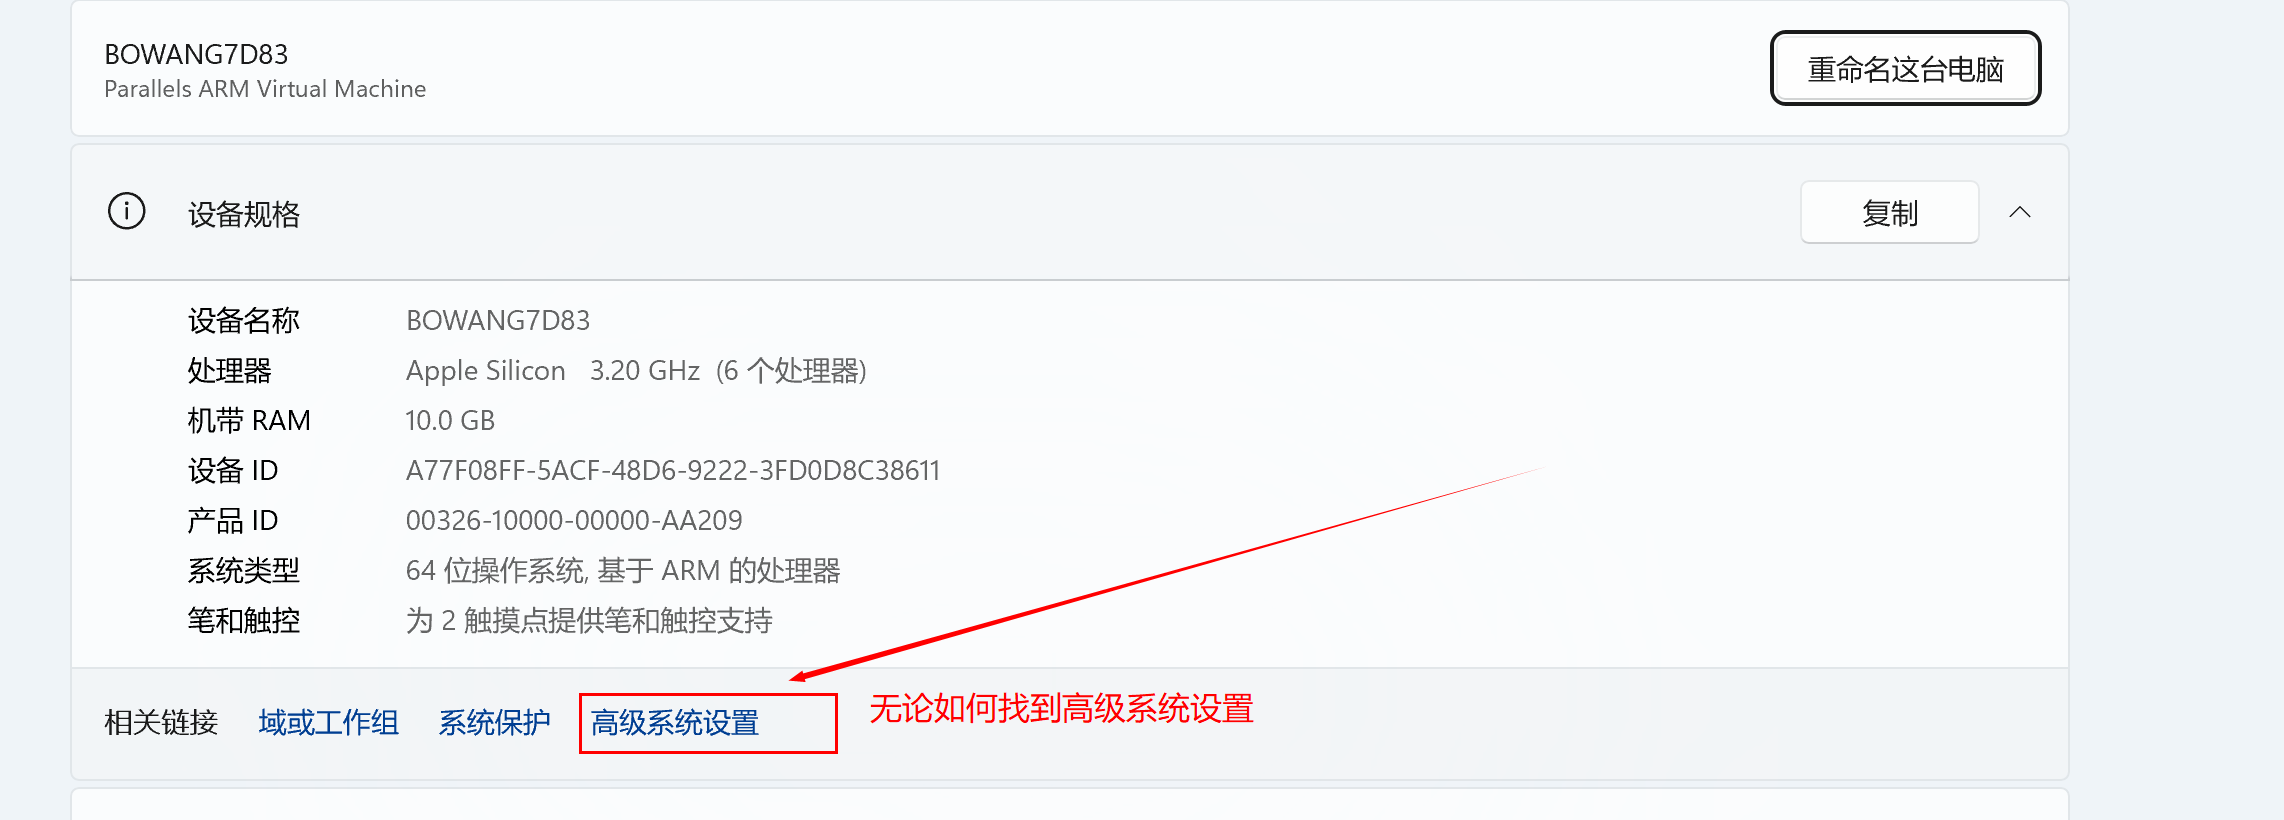 BOWANG7D83
Parallels ARM Virtual Machine
重命名这台电脑
设备规格
复制
设备名称 BOWANG7D83
处理器 Apple Silicon 3.20 GHz (6 个处理器)
机带 RAM 10.0 GB
设备 ID A77F08FF-5ACF-48D6-9222-3FD0D8C38611
产品 ID 00326-10000-00000-AA209
系统类型 64 位操作系统, 基于 ARM 的处理器
笔和触控 为 2 触摸点提供笔和触控支持
相关链接 域或工作组 系统保护 高级系统设置 无论如何找到高级系统设置